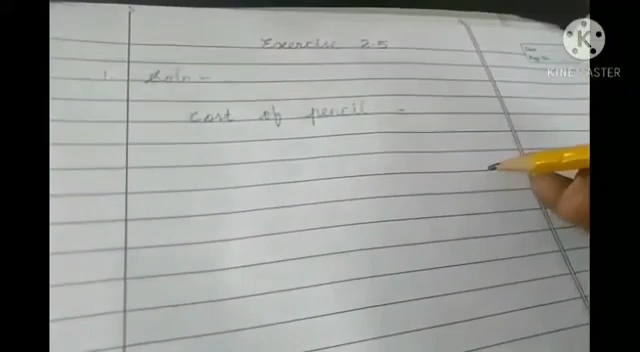 Exercise 2.5
1. Soln -
cost of pencil -
KINEMASTER